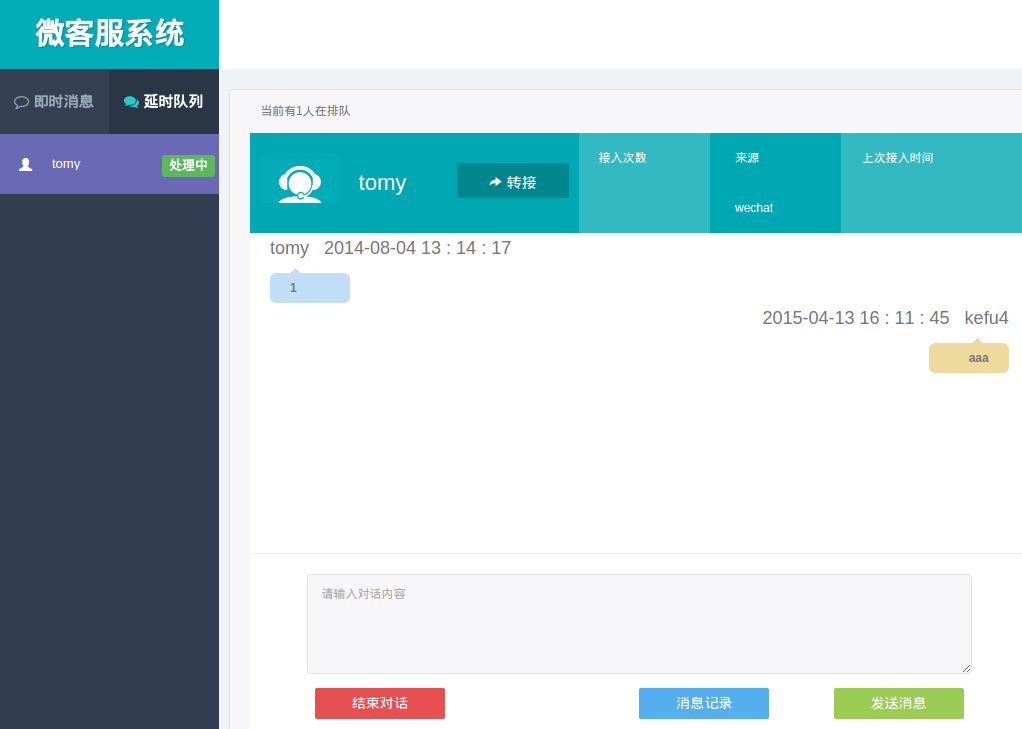 微客服系统
即时消息 延时队列
tomy 处理中
当前有1人在排队
tomy 转接
接入次数 来源 上次接入时间
wechat
tomy 2014-08-04 13 : 14 : 17
1
2015-04-13 16 : 11 : 45 kefu4
aaa
请输入对话内容
结束对话 消息记录 发送消息